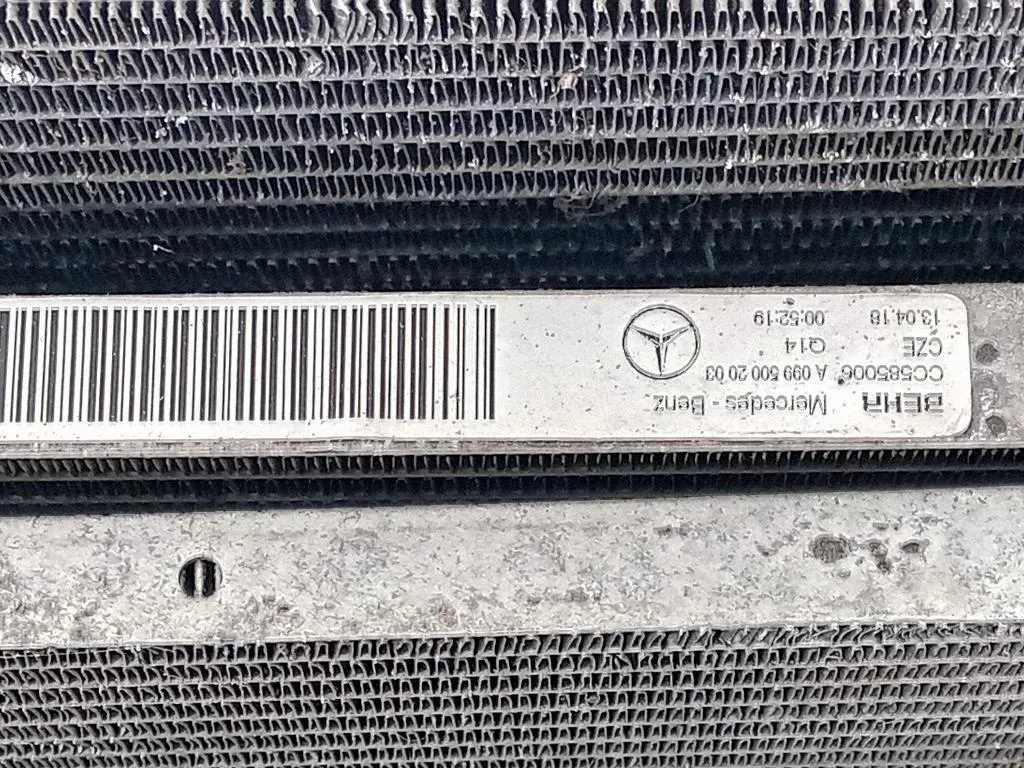 BEHR Mercedes-Benz
CC585006 A 099 500 20 03
CZE Q14
13.04.18 00:52:19